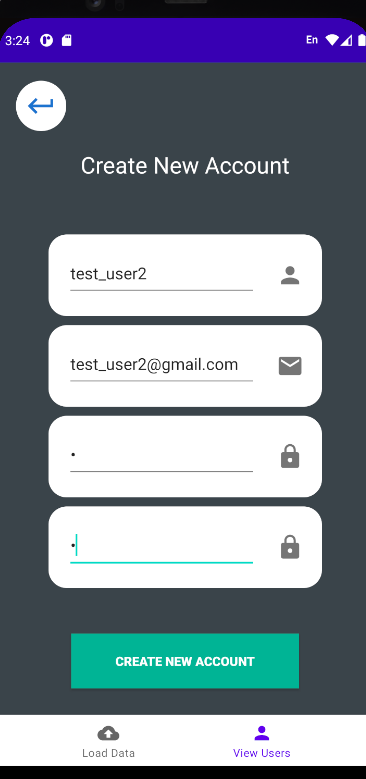 3:24
En
Create New Account
test_user2
test_user2@gmail.com
•
•
CREATE NEW ACCOUNT
Load Data
View Users